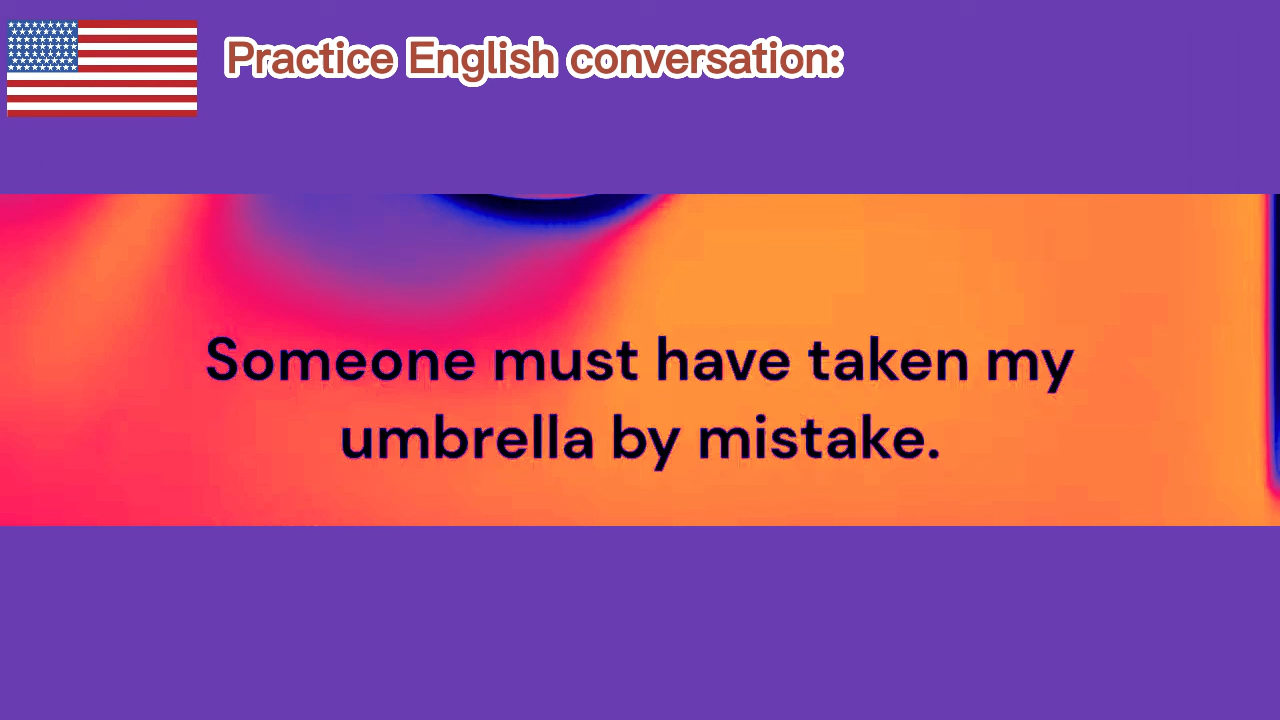 Practice English conversation:
Someone must have taken my
umbrella by mistake.